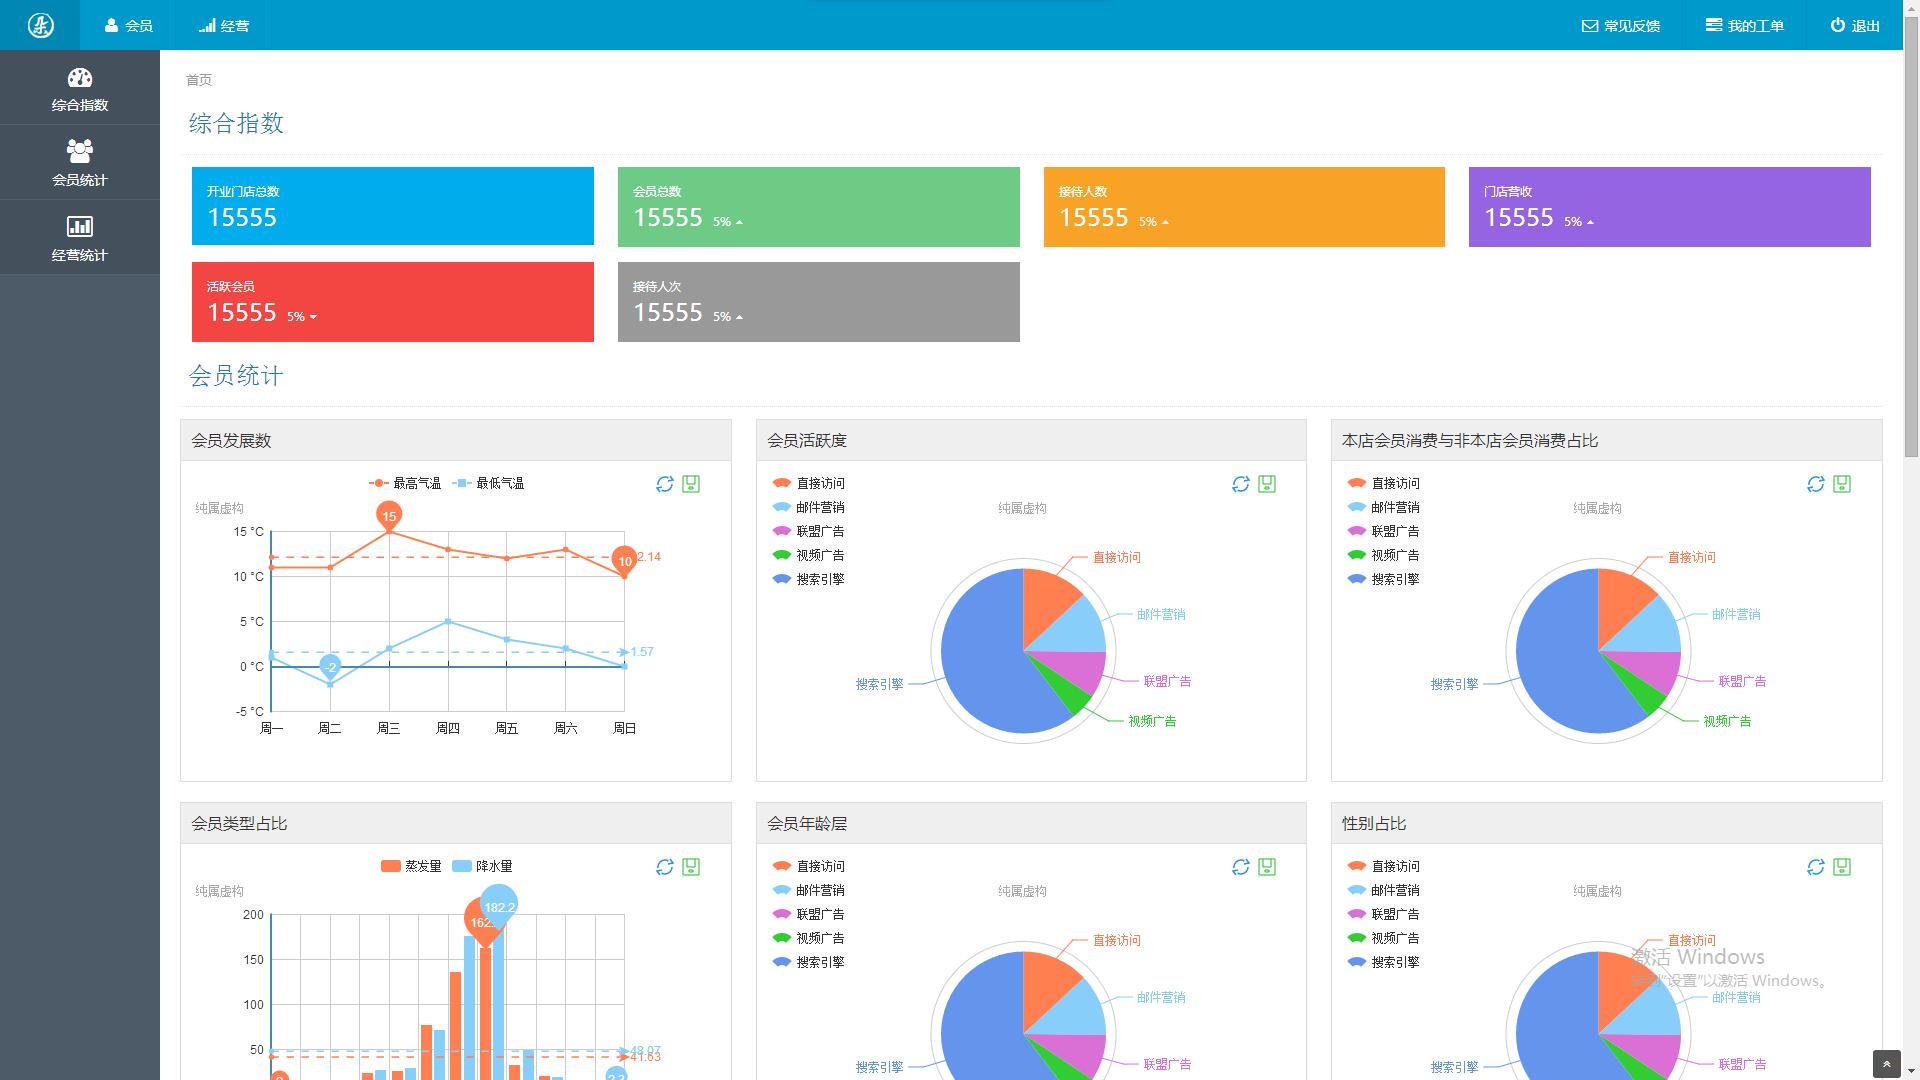 会员
经营
常见反馈
我的工单
退出
综合指数
会员统计
经营统计
首页
综合指数
开业门店总数
15555
会员总数
15555 5%
接待人数
15555 5%
门店营收
15555 5%
活跃会员
15555 5%
接待人次
15555 5%
会员统计
会员发展数
最高气温 最低气温
纯属虚构
15 °C
10 °C
5 °C
0 °C
-5 °C
15
10
2.14
-2
1.57
周一 周二 周三 周四 周五 周六 周日
会员活跃度
直接访问
邮件营销
联盟广告
视频广告
搜索引擎
纯属虚构
直接访问
邮件营销
联盟广告
视频广告
搜索引擎
本店会员消费与非本店会员消费占比
直接访问
邮件营销
联盟广告
视频广告
搜索引擎
纯属虚构
直接访问
邮件营销
联盟广告
视频广告
搜索引擎
会员类型占比
蒸发量 降水量
纯属虚构
200
150
100
50
182.2
48.07
41.63
会员年龄层
直接访问
邮件营销
联盟广告
视频广告
搜索引擎
纯属虚构
直接访问
邮件营销
联盟广告
搜索引擎
性别占比
直接访问
邮件营销
联盟广告
视频广告
搜索引擎
纯属虚构
直接访问
邮件营销
联盟广告
搜索引擎
激活 Windows
“设置”以激活 Windows。